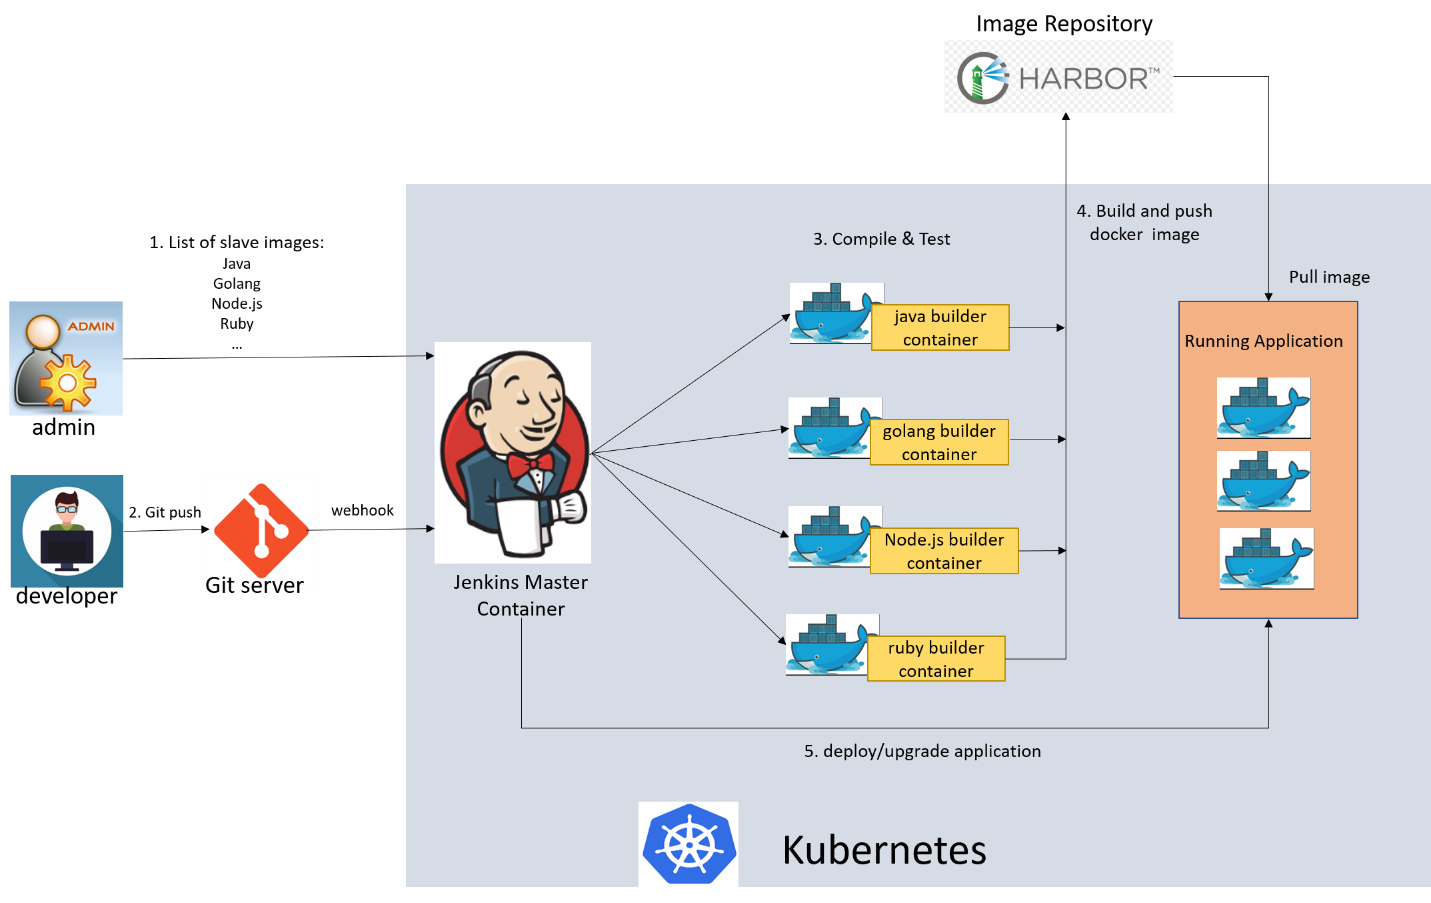 Image Repository
HARBOR™
4. Build and push
docker image
1. List of slave images:
Java
Golang
Node.js
Ruby
...
3. Compile & Test
Pull image
ADMIN
admin
java builder
container
Running Application
golang builder
container
2. Git push
webhook
developer
Git server
Jenkins Master
Container
Node.js builder
container
ruby builder
container
5. deploy/upgrade application
Kubernetes